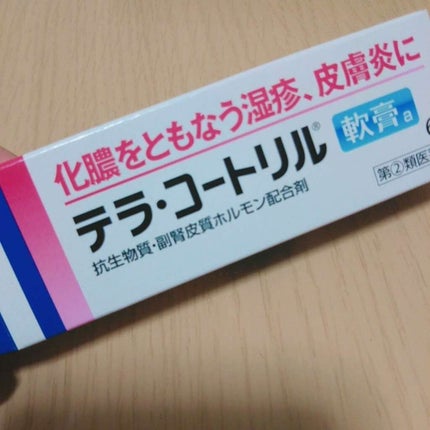 化膿をともなう湿疹、皮膚炎に
テラ・コートリル® 軟膏a
抗生物質・副腎皮質ホルモン配合剤
第②類医